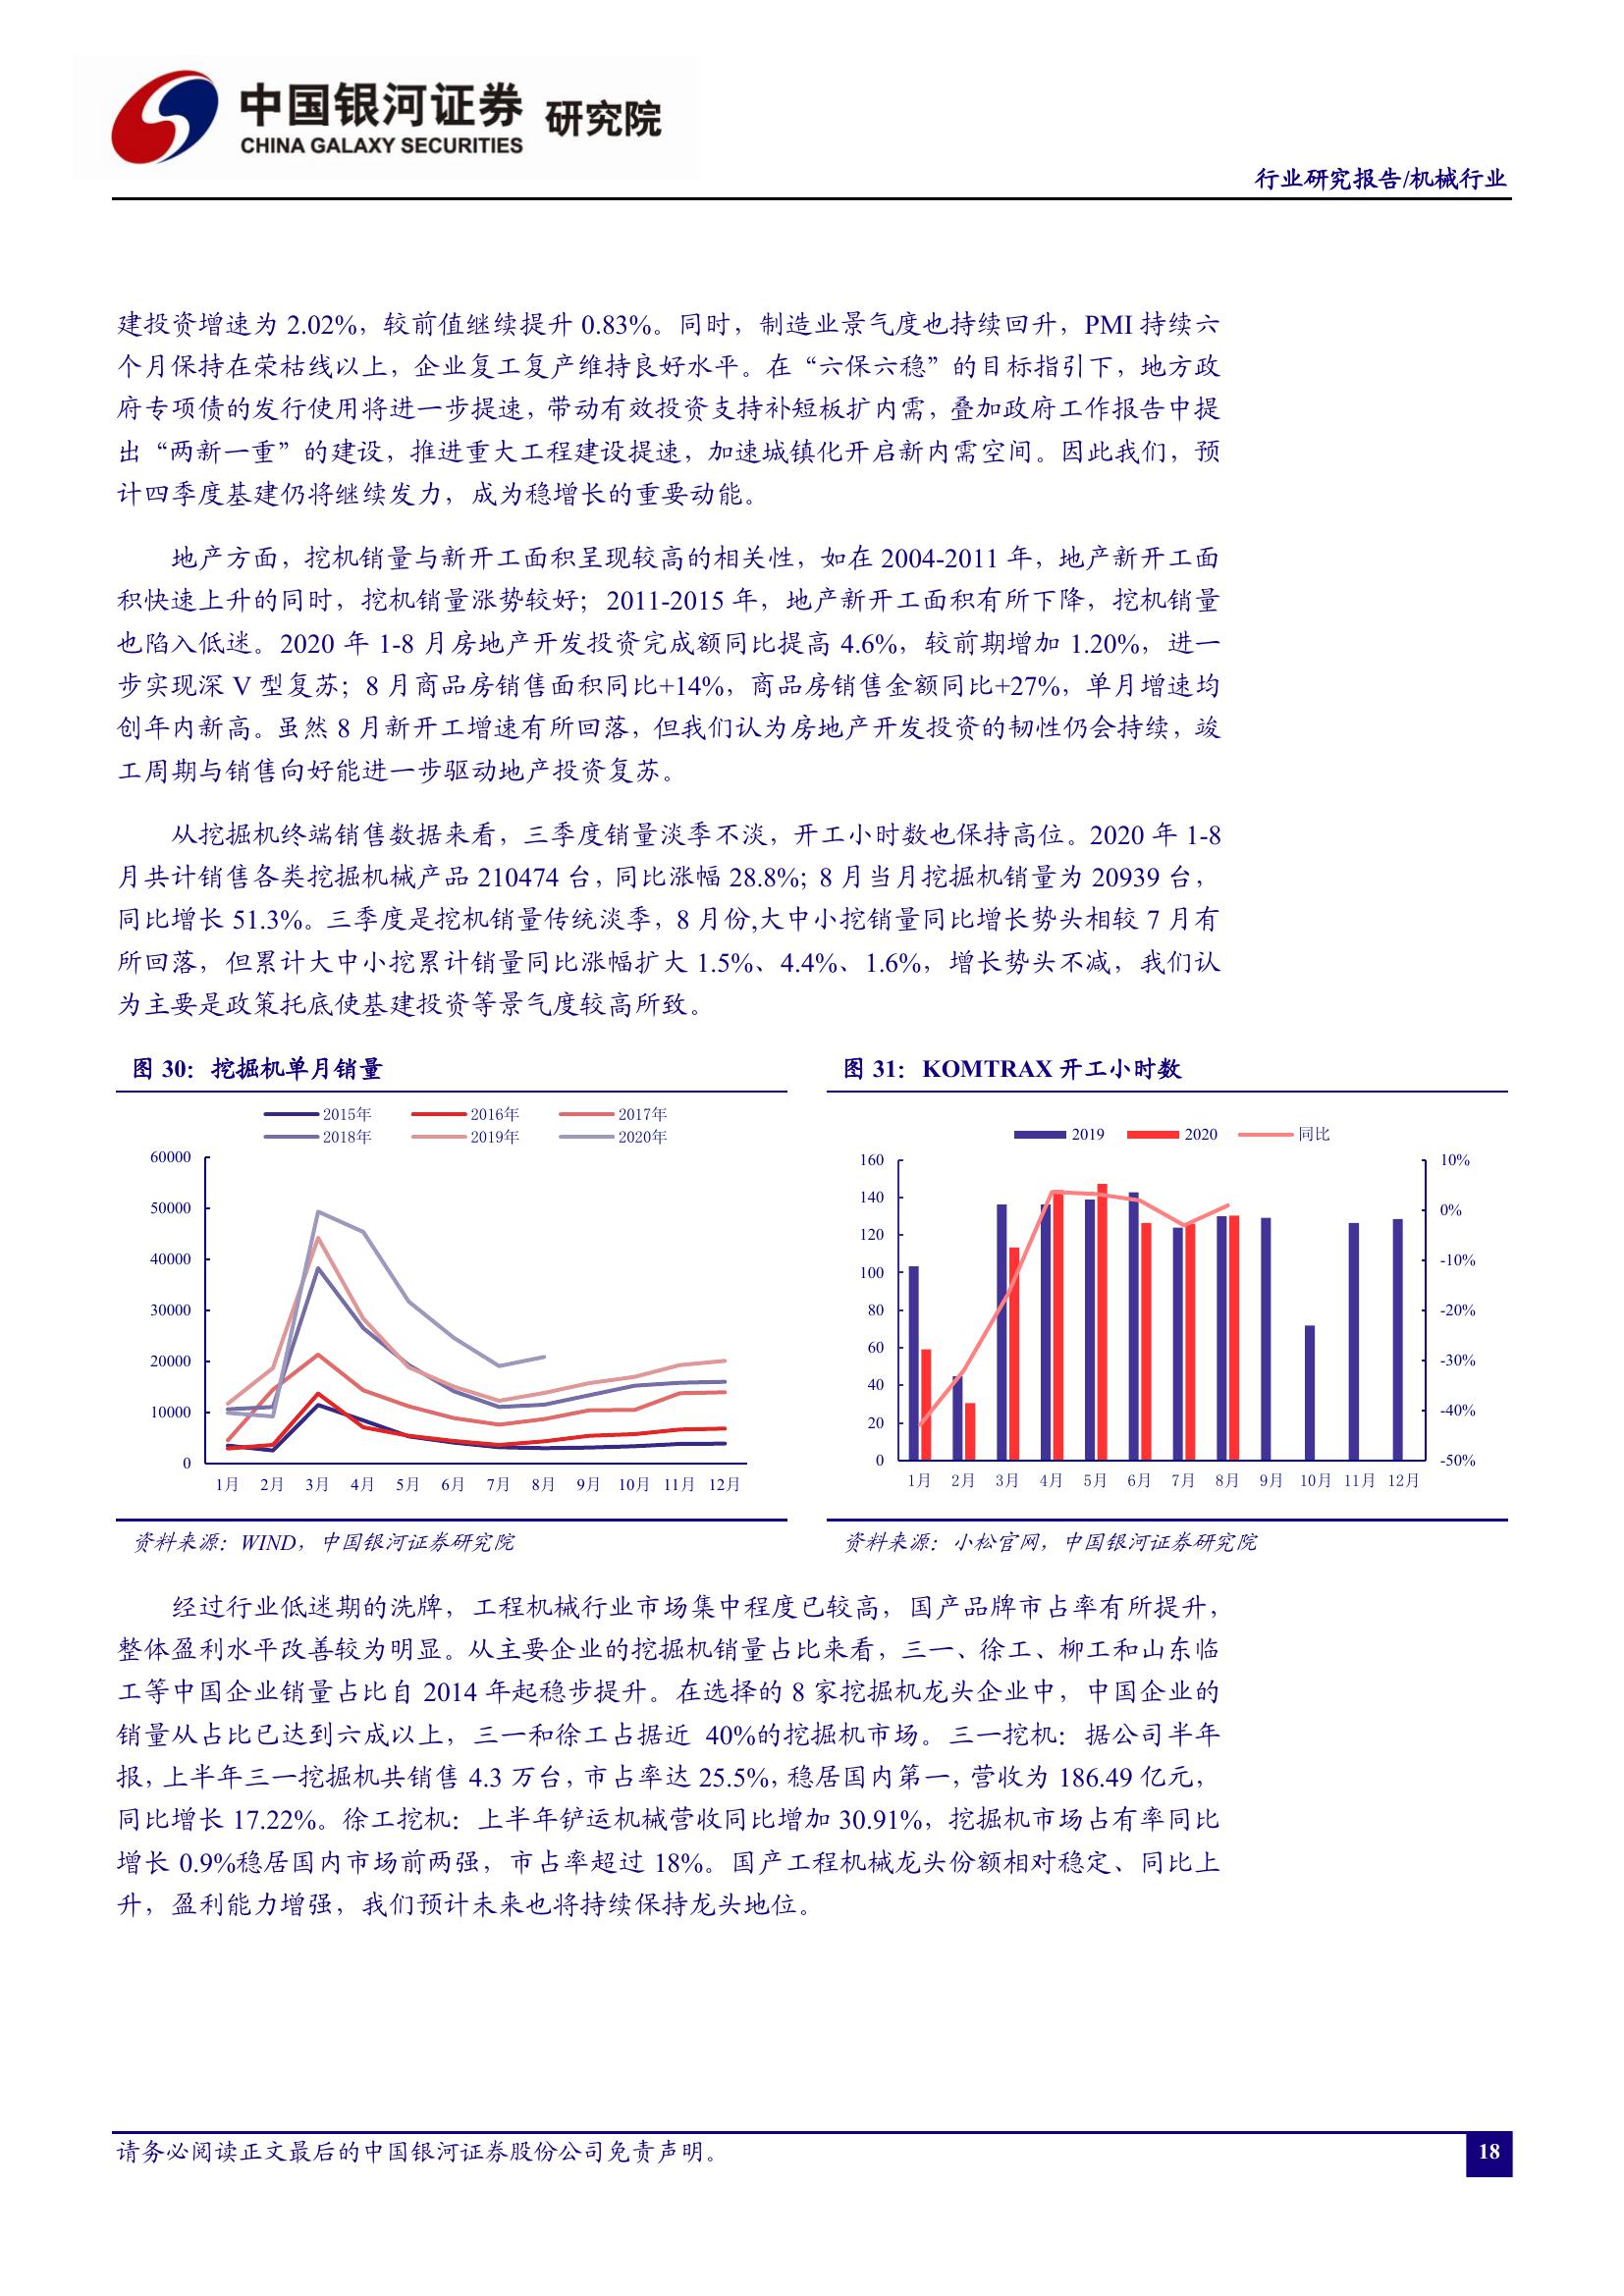 中国银河证券 研究院
CHINA GALAXY SECURITIES
行业研究报告/机械行业
建投资增速为 2.02%，较前值继续提升 0.83%。同时，制造业景气度也持续回升，PMI 持续六
个月保持在荣枯线以上，企业复工复产维持良好水平。在“六保六稳”的目标指引下，地方政
府专项债的发行使用将进一步提速，带动有效投资支持补短板扩内需，叠加政府工作报告中提
出“两新一重”的建设，推进重大工程建设提速，加速城镇化开启新内需空间。因此我们，预
计四季度基建仍将继续发力，成为稳增长的重要动能。
地产方面，挖机销量与新开工面积呈现较高的相关性，如在 2004-2011 年，地产新开工面
积快速上升的同时，挖机销量涨势较好；2011-2015 年，地产新开工面积有所下降，挖机销量
也陷入低迷。2020 年 1-8 月房地产开发投资完成额同比提高 4.6%，较前期增加 1.20%，进一
步实现深 V 型复苏；8 月商品房销售面积同比+14%，商品房销售金额同比+27%，单月增速均
创年内新高。虽然 8 月新开工增速有所回落，但我们认为房地产开发投资的韧性仍会持续，竣
工周期与销售向好能进一步驱动地产投资复苏。
从挖掘机终端销售数据来看，三季度销量淡季不淡，开工小时数也保持高位。2020 年 1-8
月共计销售各类挖掘机械产品 210474 台，同比涨幅 28.8%；8 月当月挖掘机销量为 20939 台，
同比增长 51.3%。三季度是挖机销量传统淡季，8 月份,大中小挖销量同比增长势头相较 7 月有
所回落，但累计大中小挖累计销量同比涨幅扩大 1.5%、4.4%、1.6%，增长势头不减，我们认
为主要是政策托底使基建投资等景气度较高所致。
图 30：挖掘机单月销量
2015年 2016年 2017年
2018年 2019年 2020年
60000
50000
40000
30000
20000
10000
0
1月 2月 3月 4月 5月 6月 7月 8月 9月 10月 11月 12月
资料来源：WIND，中国银河证券研究院
图 31：KOMTRAX 开工小时数
2019 2020 同比
160 10%
140 0%
120 -10%
100 -20%
80 -30%
60 -40%
40 -50%
20
0
1月 2月 3月 4月 5月 6月 7月 8月 9月 10月 11月 12月
资料来源：小松官网，中国银河证券研究院
经过行业低迷期的洗牌，工程机械行业市场集中程度已较高，国产品牌市占率有所提升，
整体盈利水平改善较为明显。从主要企业的挖掘机销量占比来看，三一、徐工、柳工和山东临
工等中国企业销量占比自 2014 年起稳步提升。在选择的 8 家挖掘机龙头企业中，中国企业的
销量从占比已达到六成以上，三一和徐工占据近 40%的挖掘机市场。三一挖机：据公司半年
报，上半年三一挖掘机共销售 4.3 万台，市占率达 25.5%，稳居国内第一，营收为 186.49 亿元，
同比增长 17.22%。徐工挖机：上半年铲运机械营收同比增加 30.91%，挖掘机市场占有率同比
增长 0.9%稳居国内市场前两强，市占率超过 18%。国产工程机械龙头份额相对稳定、同比上
升，盈利能力增强，我们预计未来也将持续保持龙头地位。
请务必阅读正文最后的中国银河证券股份公司免责声明。
18